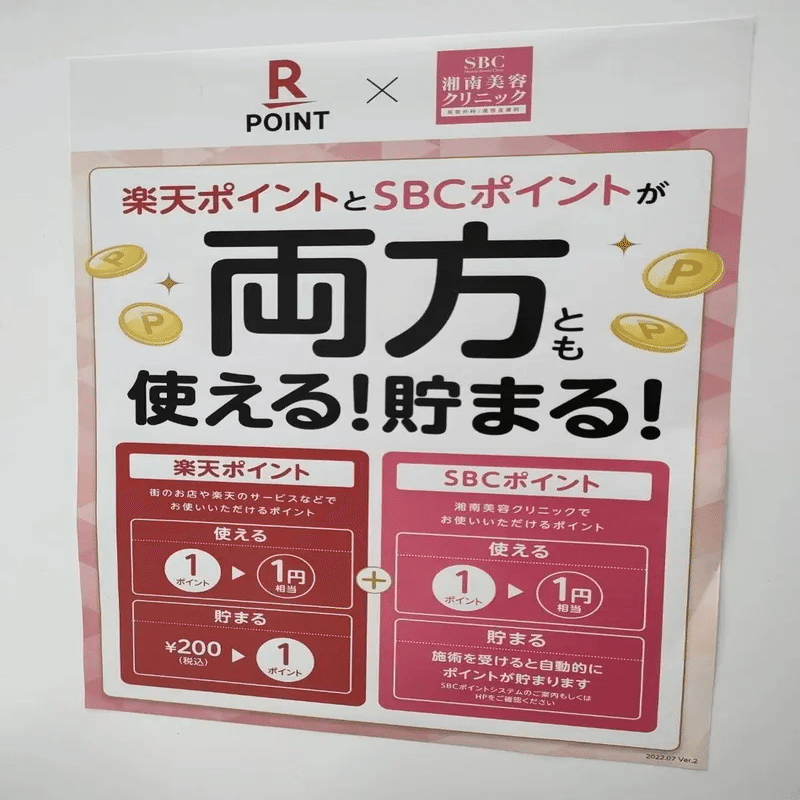 R
POINT
×
SBC
湘南美容
クリニック
美容外科/美容皮膚科
楽天ポイントとSBCポイントが
両方とも
使える!貯まる!
楽天ポイント
街のお店や楽天のサービスなどで
お使いいただけるポイント
使える
1ポイント ▶ 1円相当
貯まる
¥200(税込) ▶ 1ポイント
+
SBCポイント
湘南美容クリニックで
お使いいただけるポイント
使える
1ポイント ▶ 1円相当
貯まる
施術を受けると自動的に
ポイントが貯まります
SBCポイントシステムのご案内もしくは
HPをご確認ください
P
P
P
P
2022.07 Ver.2